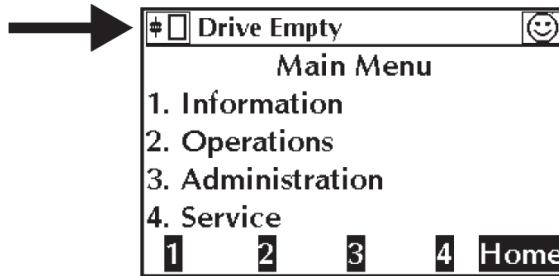 Drive Empty
Main Menu
1. Information
2. Operations
3. Administration
4. Service
1 2 3 4 Home